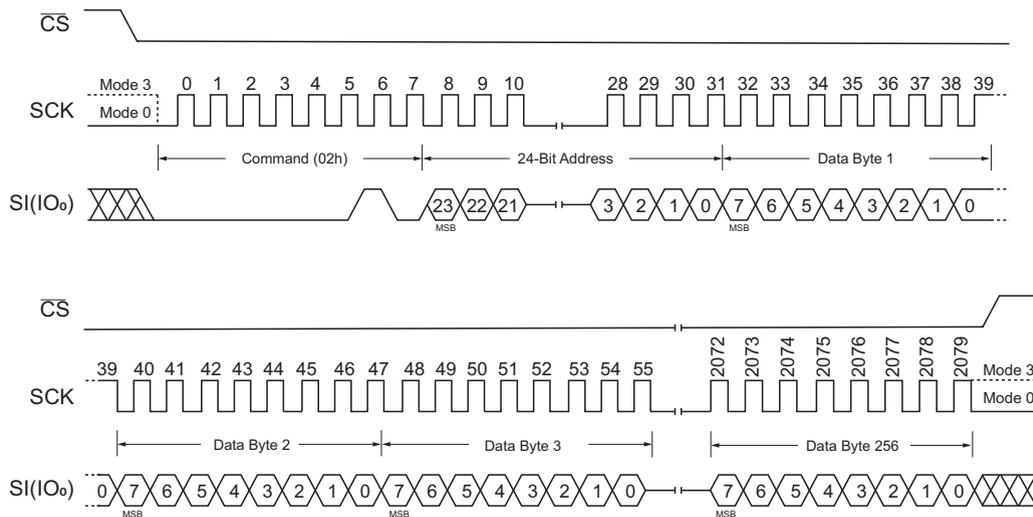 CS
Mode 3
0 1 2 3 4 5 6 7 8 9 10 28 29 30 31 32 33 34 35 36 37 38 39
SCK
Mode 0
Command (02h) 24-Bit Address Data Byte 1
SI(IO₀)
23 22 21 3 2 1 0 7 6 5 4 3 2 1 0
MSB MSB
CS
39 40 41 42 43 44 45 46 47 48 49 50 51 52 53 54 55 2072 2073 2074 2075 2076 2077 2078 2079
Mode 3
SCK
Mode 0
Data Byte 2 Data Byte 3 Data Byte 256
SI(IO₀)
0 7 6 5 4 3 2 1 0 7 6 5 4 3 2 1 0 7 6 5 4 3 2 1 0
MSB MSB MSB